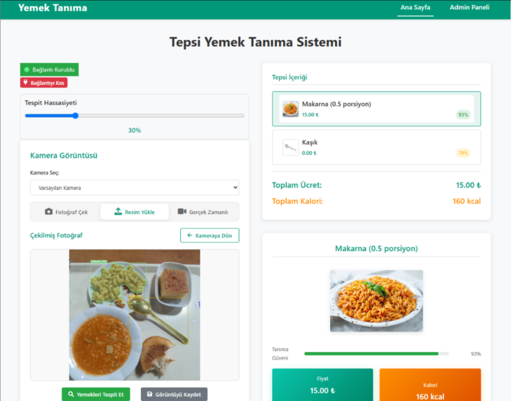 Yemek Tanıma
Ana Sayfa
Admin Paneli
Tepsi Yemek Tanıma Sistemi
Bağlantı Kuruldu
Bağlantıyı Kes
Tespit Hassasiyeti
30%
Kamera Görüntüsü
Kamera Seç:
Varsayılan Kamera
Fotoğraf Çek
Resim Yükle
Gerçek Zamanlı
Çekilmiş Fotoğraf
← Kameraya Dön
Yemekleri Tespit Et
Görüntüyü Kaydet
Tepsi İçeriği
Makarna (0.5 porsiyon)
15.00 ₺
93%
Kaşık
0.00 ₺
Toplam Ücret:
15.00 ₺
Toplam Kalori:
160 kcal
Makarna (0.5 porsiyon)
Tanıma
Güveni
93%
Fiyat
15.00 ₺
Kalori
160 kcal